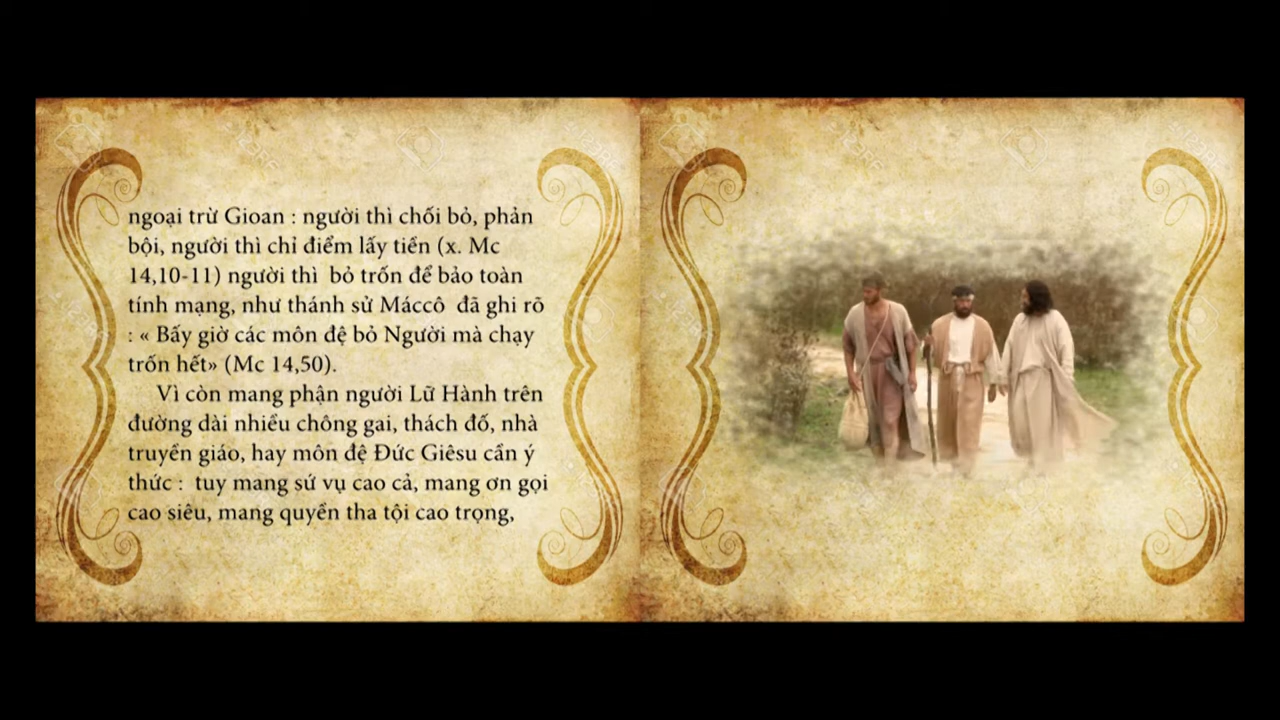 ngoại trừ Gioan : người thì chối bỏ, phản
bội, người thì chỉ điểm lấy tiền (x. Mc
14,10-11) người thì  bỏ trốn để bảo toàn
tính mạng, như thánh sử Máccô  đã ghi rõ
: « Bấy giờ các môn đệ bỏ Người mà chạy
trốn hết» (Mc 14,50).
Vì còn mang phận người Lữ Hành trên
đường dài nhiều chông gai, thách đố, nhà
truyền giáo, hay môn đệ Đức Giêsu cần ý
thức :  tuy mang sứ vụ cao cả, mang ơn gọi
cao siêu, mang quyền tha tội cao trọng,